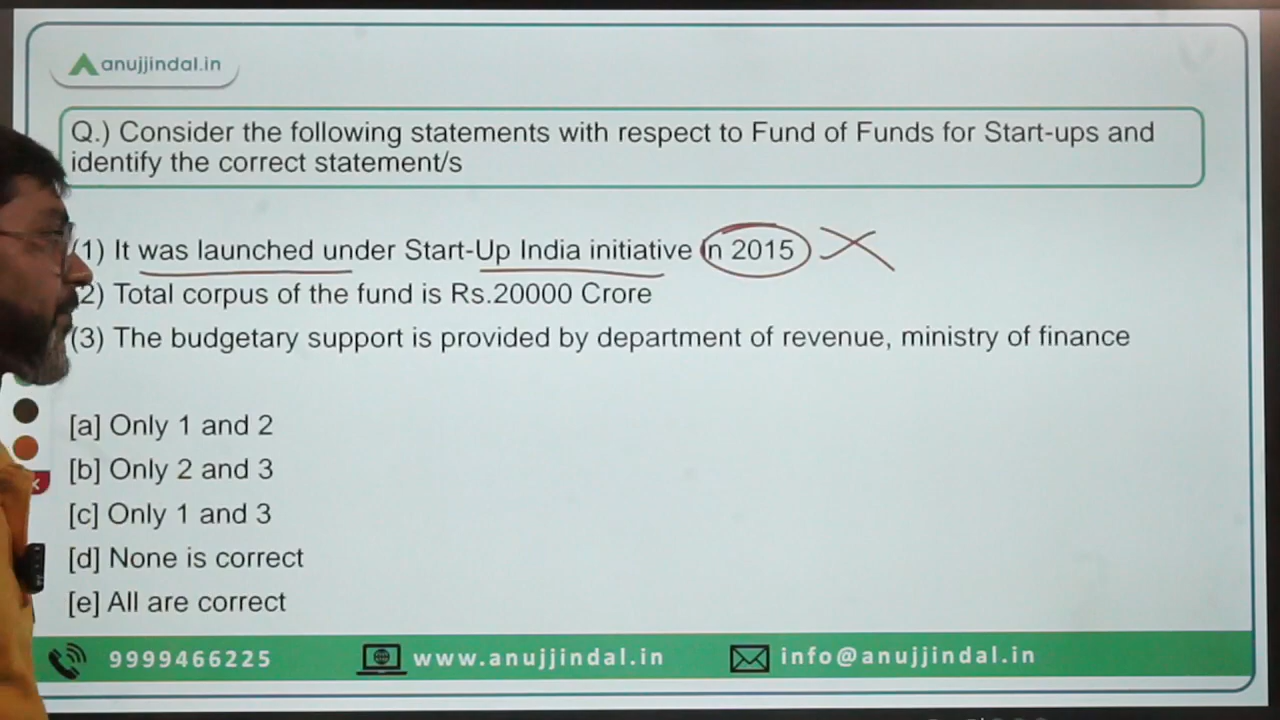 anujjindal.in
Q.) Consider the following statements with respect to Fund of Funds for Start-ups and
identify the correct statement/s
(1) It was launched under Start-Up India initiative in 2015
2) Total corpus of the fund is Rs.20000 Crore
(3) The budgetary support is provided by department of revenue, ministry of finance
[a] Only 1 and 2
[b] Only 2 and 3
[c] Only 1 and 3
[d] None is correct
[e] All are correct
9999466225 www.anujjindal.in info@anujjindal.in